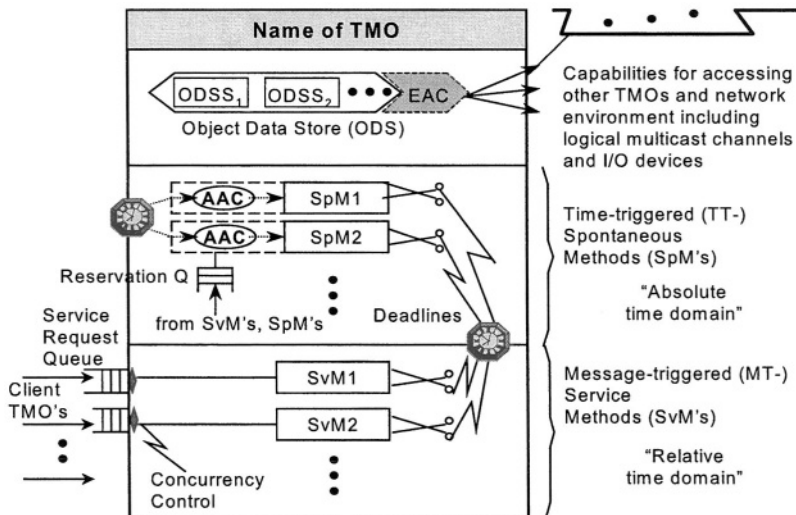 Name of TMO
ODSS1
ODSS2
EAC
Object Data Store (ODS)
Capabilities for accessing
other TMOs and network
environment including
logical multicast channels
and I/O devices
AAC
SpM1
AAC
SpM2
Reservation Q
from SvM's, SpM's
Deadlines
Time-triggered (TT-)
Spontaneous
Methods (SpM's)
"Absolute
time domain"
Service
Request
Queue
Client
TMO's
SvM1
SvM2
Concurrency
Control
Message-triggered (MT-)
Service
Methods (SvM's)
"Relative
time domain"